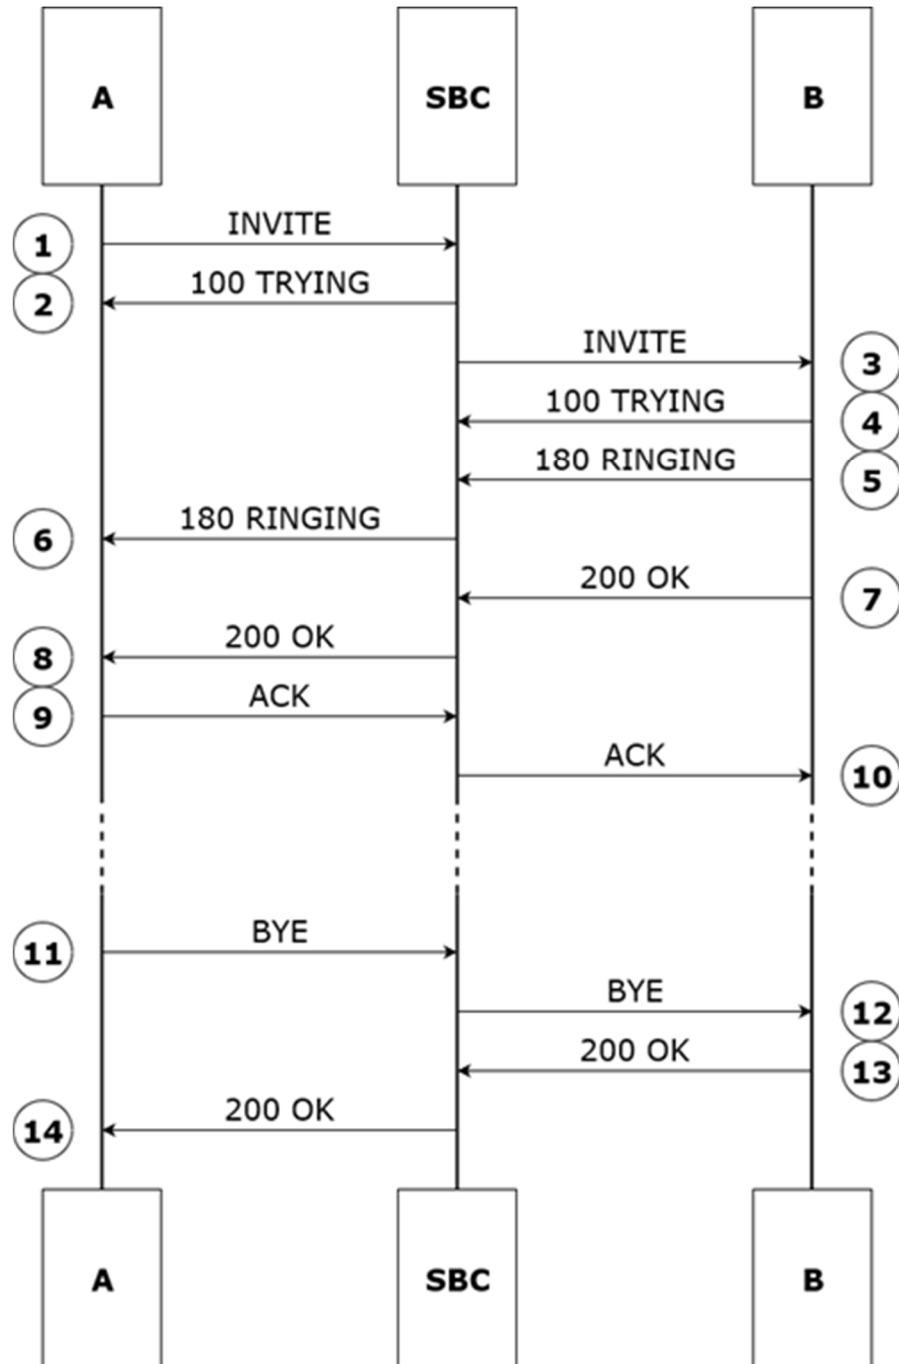 A SBC B
INVITE
1
100 TRYING
2
INVITE
3
100 TRYING
4
180 RINGING
5
180 RINGING
6
200 OK
7
200 OK
8
ACK
9
ACK
10
BYE
11
BYE
12
200 OK
13
200 OK
14
A SBC B